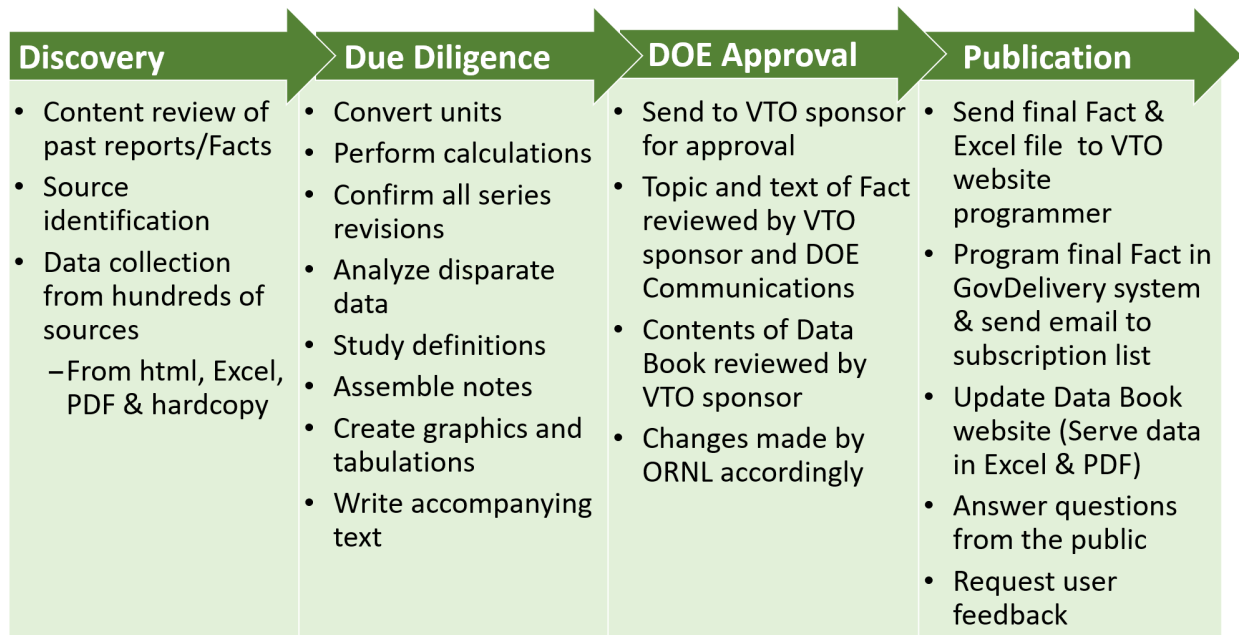 Discovery
• Content review of
past reports/Facts
• Source
identification
• Data collection
from hundreds of
sources
–From html, Excel,
PDF & hardcopy
Due Diligence
• Convert units
• Perform calculations
• Confirm all series
revisions
• Analyze disparate
data
• Study definitions
• Assemble notes
• Create graphics and
tabulations
• Write accompanying
text
DOE Approval
• Send to VTO sponsor
for approval
• Topic and text of Fact
reviewed by VTO
sponsor and DOE
Communications
• Contents of Data
Book reviewed by
VTO sponsor
• Changes made by
ORNL accordingly
Publication
• Send final Fact &
Excel file  to VTO
website
programmer
• Program final Fact in
GovDelivery system
& send email to
subscription list
• Update Data Book
website (Serve data
in Excel & PDF)
• Answer questions
from the public
• Request user
feedback